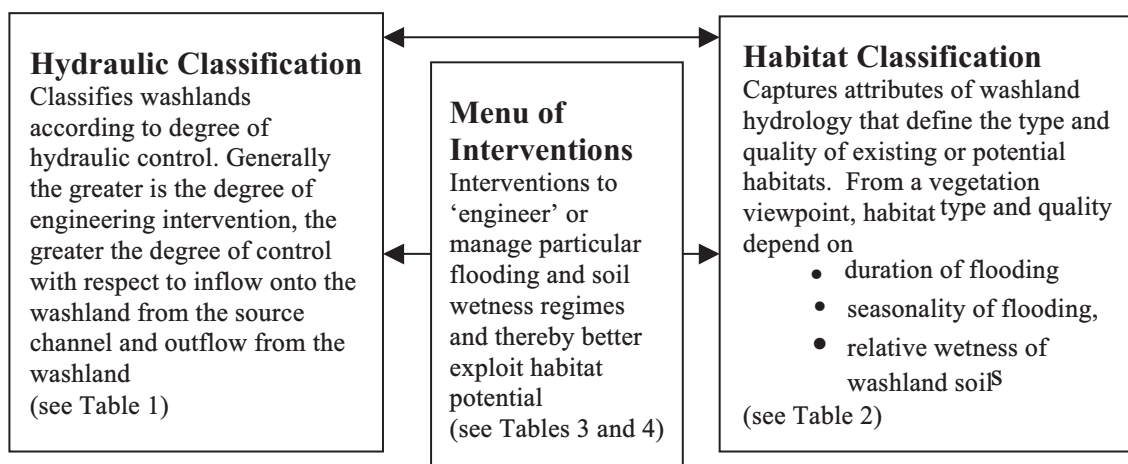 Hydraulic Classification
Classifies washlands
according to degree of
hydraulic control. Generally
the greater is the degree of
engineering intervention, the
greater the degree of control
with respect to inflow onto the
washland from the source
channel and outflow from the
washland
(see Table 1)
Menu of
Interventions
Interventions to
‘engineer’ or
manage particular
flooding and soil
wetness regimes
and thereby better
exploit habitat
potential
(see Tables 3 and 4)
Habitat Classification
Captures attributes of washland
hydrology that define the type and
quality of existing or potential
habitats. From a vegetation
viewpoint, habitat type and quality
depend on
• duration of flooding
• seasonality of flooding,
• relative wetness of
washland soils
(see Table 2)